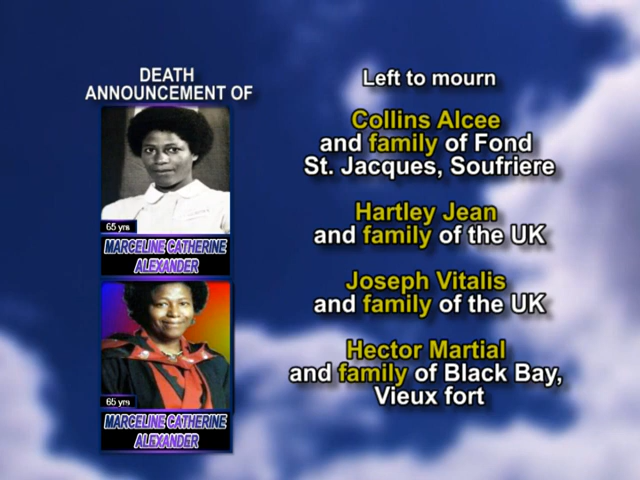 DEATH
ANNOUNCEMENT OF
65 yrs
MARCELINE CATHERINE
ALEXANDER
65 yrs
MARCELINE CATHERINE
ALEXANDER
Left to mourn
Collins Alcee
and family of Fond
St. Jacques, Soufriere
Hartley Jean
and family of the UK
Joseph Vitalis
and family of the UK
Hector Martial
and family of Black Bay,
Vieux fort